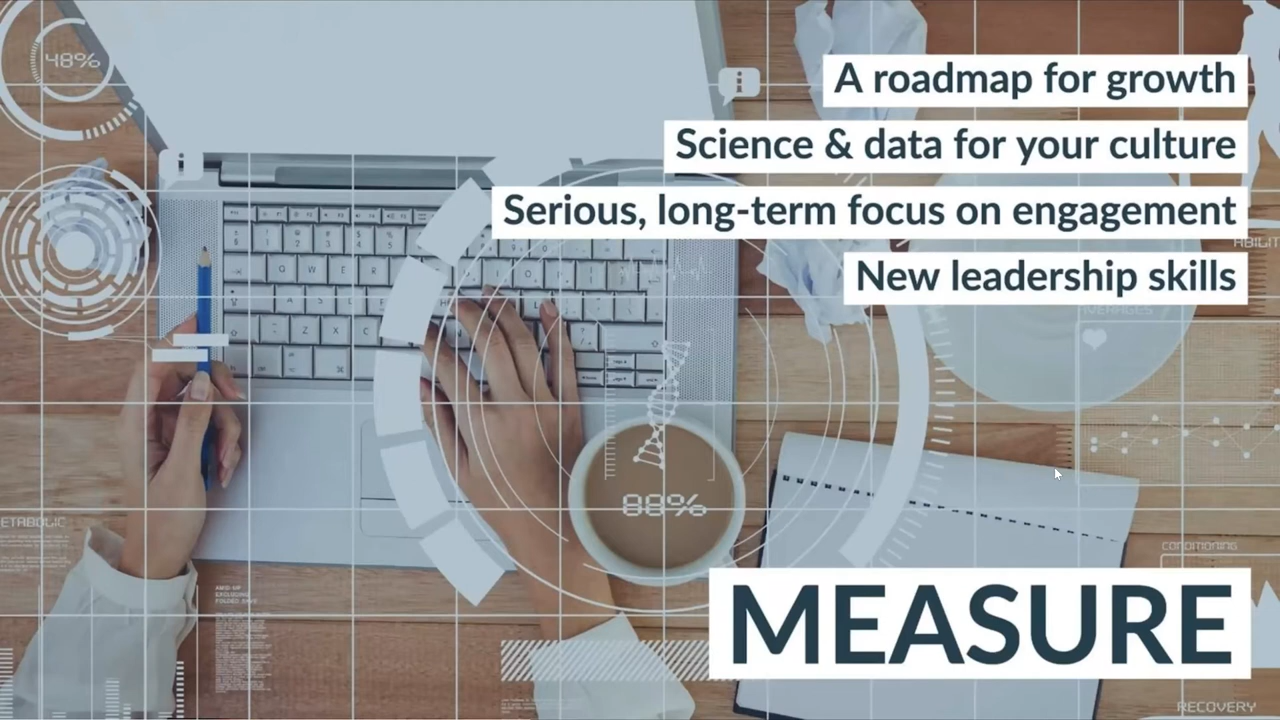 48%
A roadmap for growth
Science & data for your culture
Serious, long-term focus on engagement
New leadership skills
88%
CONDITIONING
MEASURE
RECOVERY